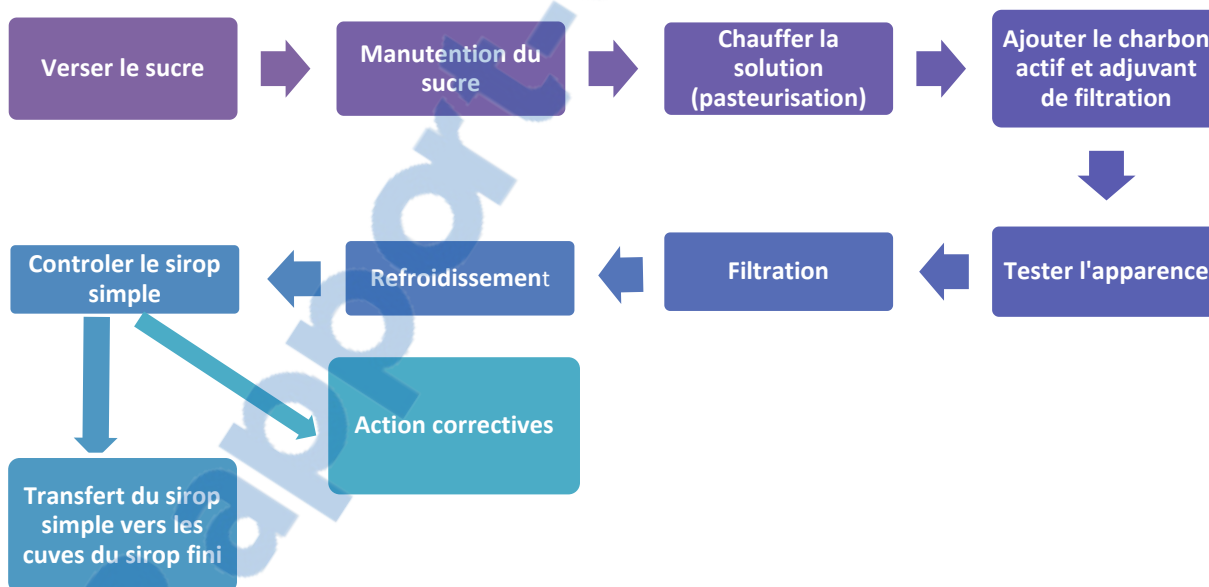 Verser le sucre
Manutention du
sucre
Chauffer la
solution
(pasteurisation)
Ajouter le charbon
actif et adjuvant
de filtration
Tester l'apparence
Filtration
Refroidissement
Controler le sirop
simple
Action correctives
Transfert du sirop
simple vers les
cuves du sirop fini